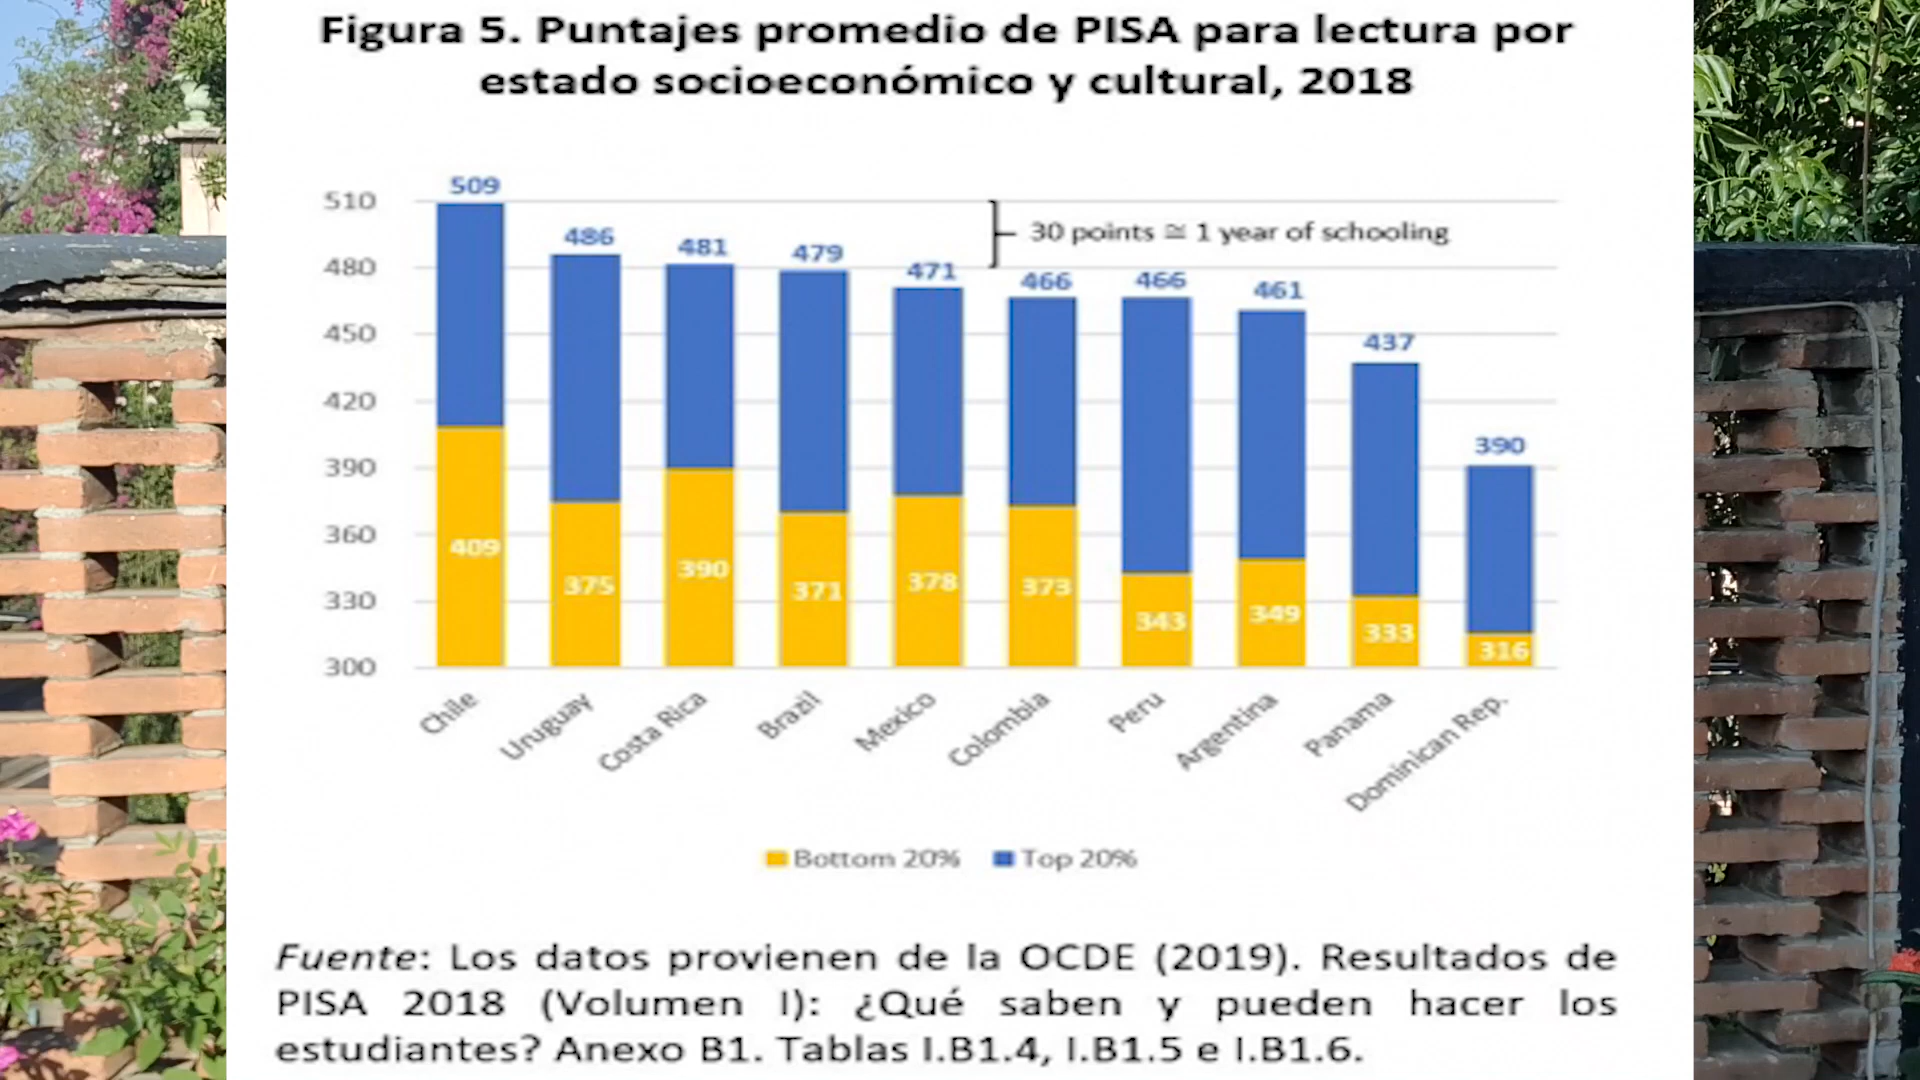 Figura 5. Puntajes promedio de PISA para lectura por
estado socioeconómico y cultural, 2018
509
510
486
30 points ≅ 1 year of schooling
481
479
480
471
466
466
461
450
437
420
390
390
360
409
375
390
371
378
373
343
349
333
316
330
300
Chile
Uruguay
Costa Rica
Brazil
Mexico
Colombia
Peru
Argentina
Panama
Dominican Rep.
Bottom 20%
Top 20%
Fuente: Los datos provienen de la OCDE (2019). Resultados de
PISA 2018 (Volumen I): ¿Qué saben y pueden hacer los
estudiantes? Anexo B1. Tablas I.B1.4, I.B1.5 e I.B1.6.